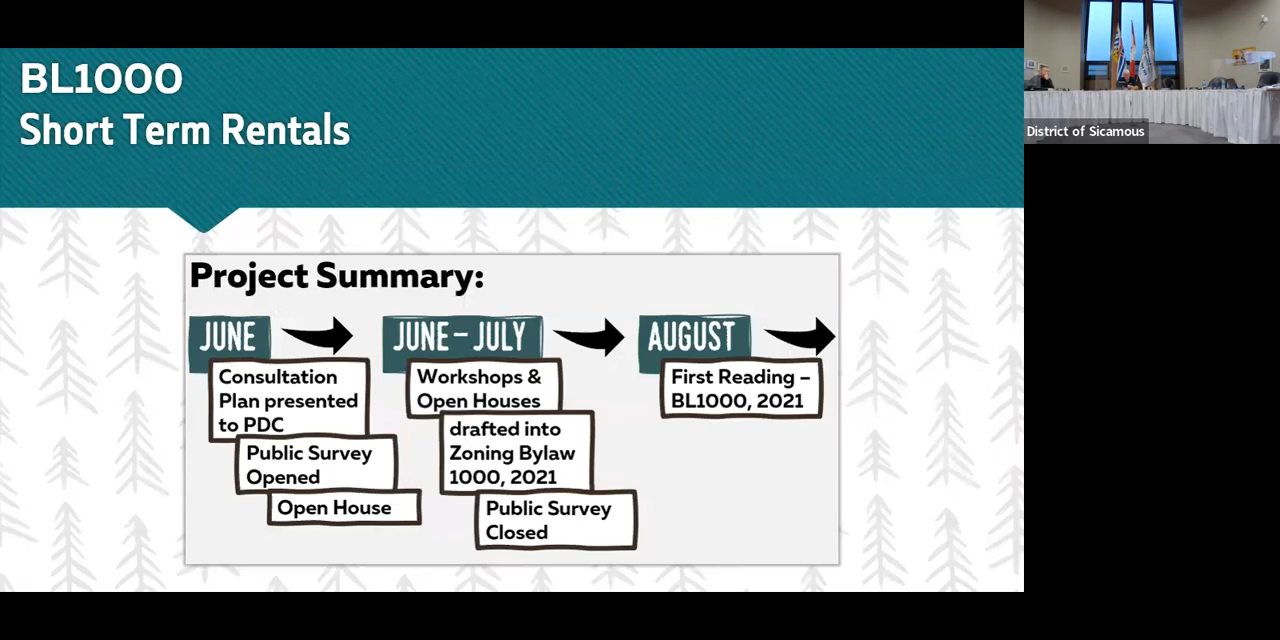 BL1000
Short Term Rentals
Project Summary:
JUNE
Consultation
Plan presented
to PDC
Public Survey
Opened
Open House
JUNE – JULY
Workshops &
Open Houses
drafted into
Zoning Bylaw
1000, 2021
Public Survey
Closed
AUGUST
First Reading –
BL1000, 2021
District of Sicamous